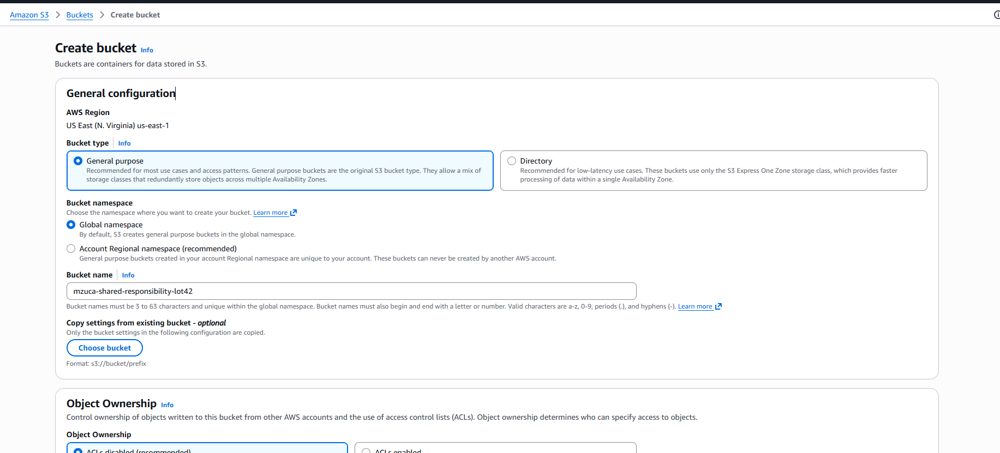 Amazon S3 > Buckets > Create bucket
Create bucket Info
Buckets are containers for data stored in S3.
General configuration
AWS Region
US East (N. Virginia) us-east-1
Bucket type Info
General purpose
Recommended for most use cases and access patterns. General purpose buckets are the original S3 bucket type. They allow a mix of
storage classes that redundantly store objects across multiple Availability Zones.
Directory
Recommended for low-latency use cases. These buckets use only the S3 Express One Zone storage class, which provides faster
processing of data within a single Availability Zone.
Bucket namespace
Choose the namespace where you want to create your bucket. Learn more
Global namespace
By default, S3 creates general purpose buckets in the global namespace.
Account Regional namespace (recommended)
General purpose buckets created in your account Regional namespace are unique to your account. These buckets can never be created by another AWS account.
Bucket name Info
mzuca-shared-responsibility-lot42
Bucket names must be 3 to 63 characters and unique within the global namespace. Bucket names must also begin and end with a letter or number. Valid characters are a-z, 0-9, periods (.), and hyphens (-). Learn more
Copy settings from existing bucket - optional
Only the bucket settings in the following configuration are copied.
Choose bucket
Format: s3://bucket/prefix
Object Ownership Info
Control ownership of objects written to this bucket from other AWS accounts and the use of access control lists (ACLs). Object ownership determines who can specify access to objects.
Object Ownership
ACLs disabled (recommended)
ACLs enabled